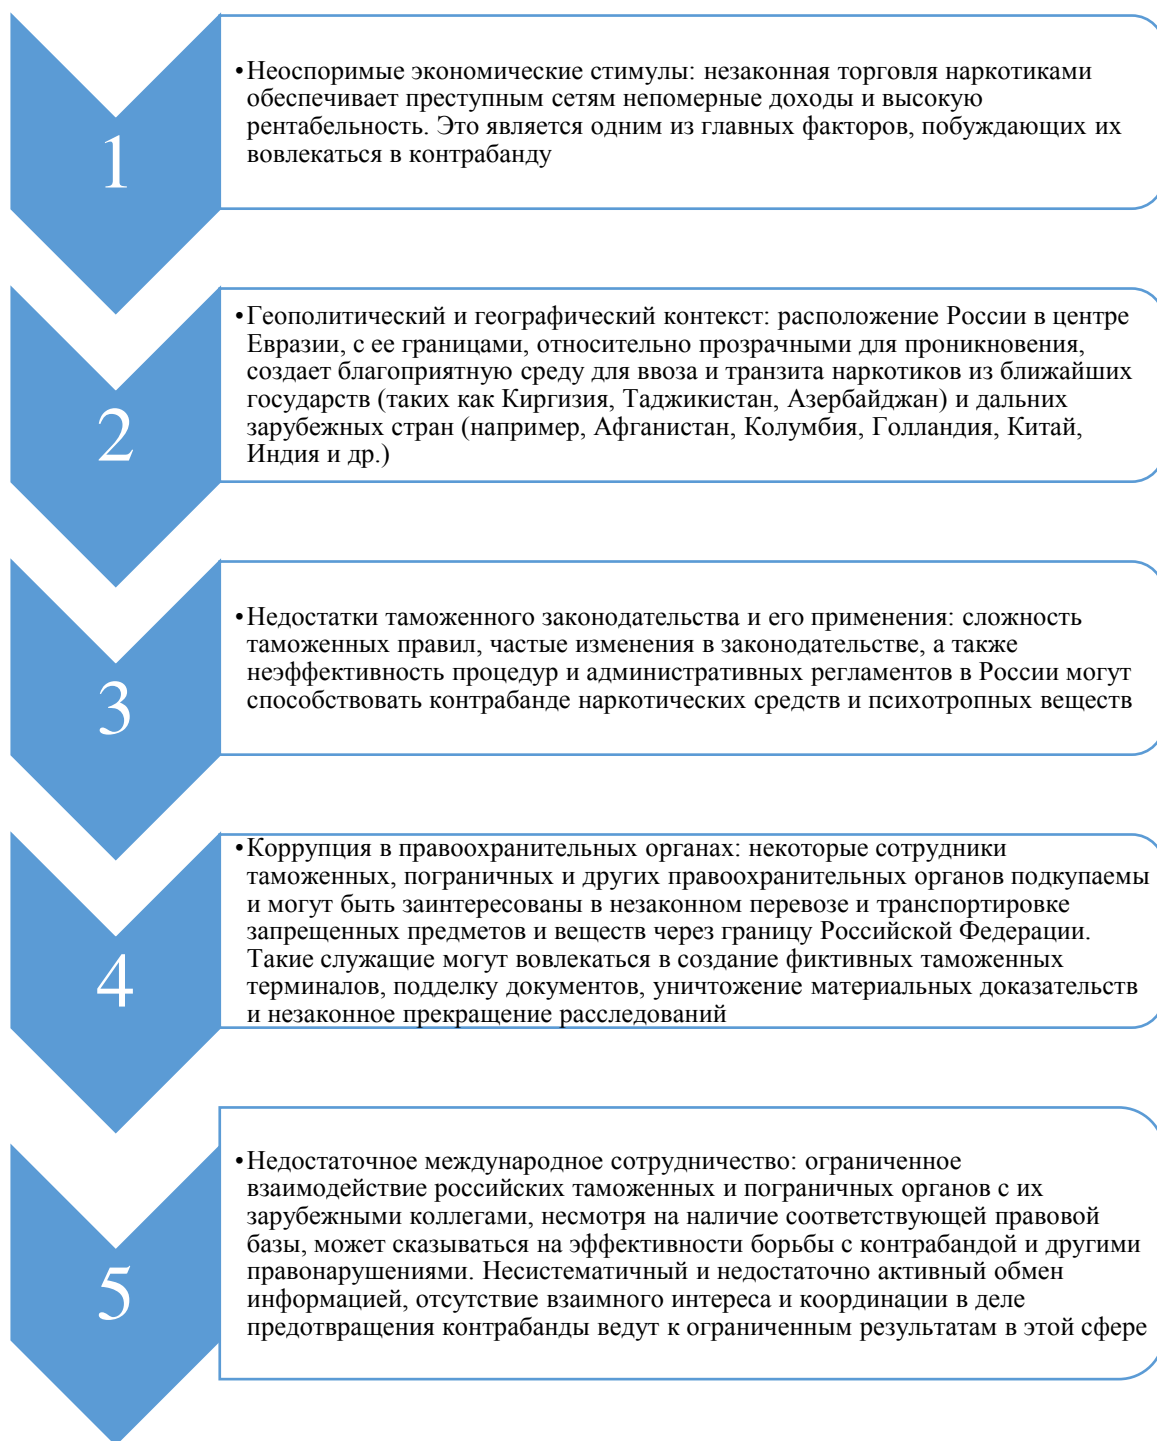 1
•Неоспоримые экономические стимулы: незаконная торговля наркотиками
обеспечивает преступным сетям непомерные доходы и высокую
рентабельность. Это является одним из главных факторов, побуждающих их
вовлекаться в контрабанду
2
•Геополитический и географический контекст: расположение России в центре
Евразии, с ее границами, относительно прозрачными для проникновения,
создает благоприятную среду для ввоза и транзита наркотиков из ближайших
государств (таких как Киргизия, Таджикистан, Азербайджан) и дальних
зарубежных стран (например, Афганистан, Колумбия, Голландия, Китай,
Индия и др.)
3
•Недостатки таможенного законодательства и его применения: сложность
таможенных правил, частые изменения в законодательстве, а также
неэффективность процедур и административных регламентов в России могут
способствовать контрабанде наркотических средств и психотропных веществ
4
•Коррупция в правоохранительных органах: некоторые сотрудники
таможенных, пограничных и других правоохранительных органов подкупаемы
и могут быть заинтересованы в незаконном перевозе и транспортировке
запрещенных предметов и веществ через границу Российской Федерации.
Такие служащие могут вовлекаться в создание фиктивных таможенных
терминалов, подделку документов, уничтожение материальных доказательств
и незаконное прекращение расследований
5
•Недостаточное международное сотрудничество: ограниченное
взаимодействие российских таможенных и пограничных органов с их
зарубежными коллегами, несмотря на наличие соответствующей правовой
базы, может сказываться на эффективности борьбы с контрабандой и другими
правонарушениями. Несистематичный и недостаточно активный обмен
информацией, отсутствие взаимного интереса и координации в деле
предотвращения контрабанды ведут к ограниченным результатам в этой сфере